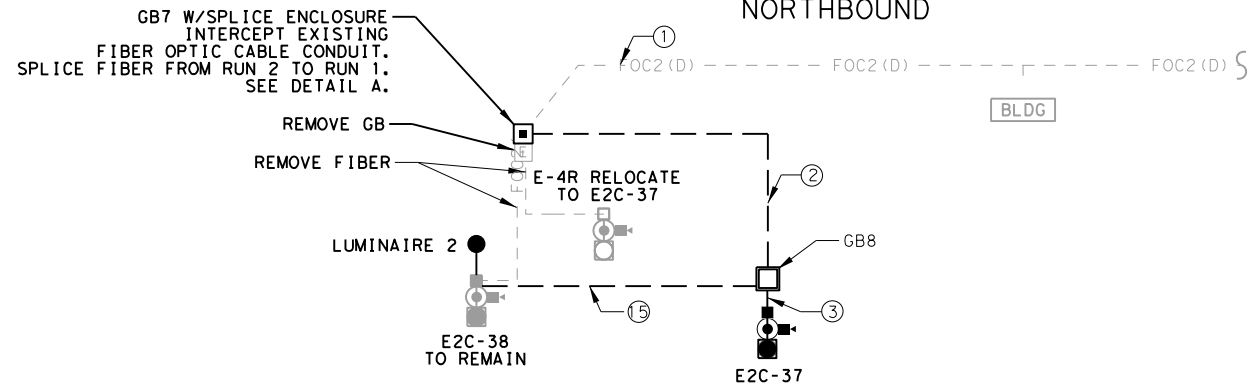 NORTHBOUND
GB7 W/SPLICE ENCLOSURE
INTERCEPT EXISTING
FIBER OPTIC CABLE CONDUIT.
SPLICE FIBER FROM RUN 2 TO RUN 1.
SEE DETAIL A.
1
FOC2(D)
FOC2(D)
FOC2(D)
BLDG
REMOVE GB
REMOVE FIBER
FOC2
E-4R RELOCATE
TO E2C-37
2
LUMINAIRE 2
GB8
15
3
E2C-38
TO REMAIN
E2C-37